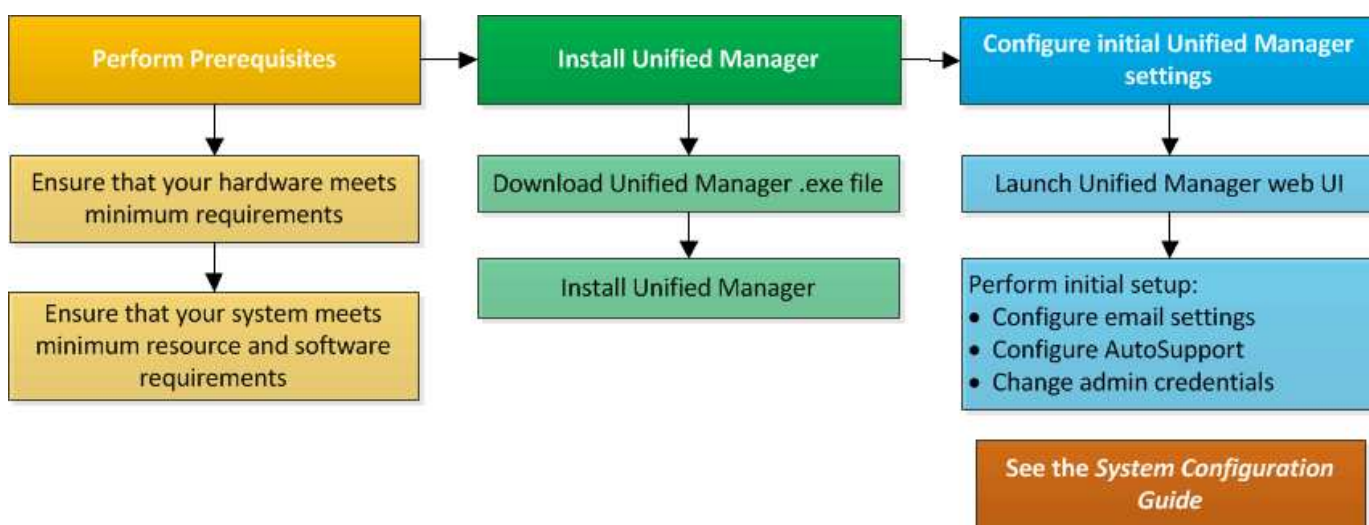 Perform Prerequisites
Ensure that your hardware meets
minimum requirements
Ensure that your system meets
minimum resource and software
requirements
Install Unified Manager
Download Unified Manager .exe file
Install Unified Manager
Configure initial Unified Manager
settings
Launch Unified Manager web UI
Perform initial setup:
• Configure email settings
• Configure AutoSupport
• Change admin credentials
See the System Configuration
Guide